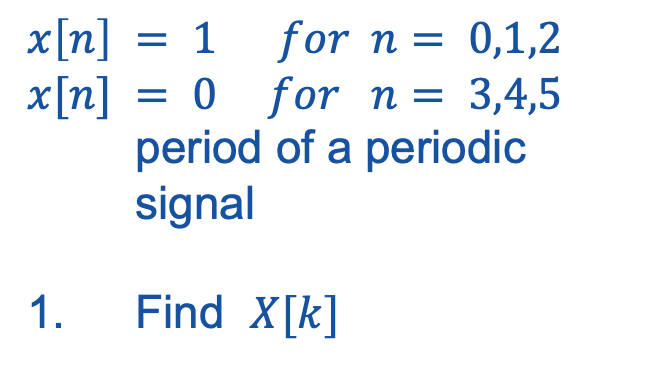 x[n] = 1 for n = 0,1,2
x[n] = 0 for n = 3,4,5
period of a periodic
signal
1. Find X[k]